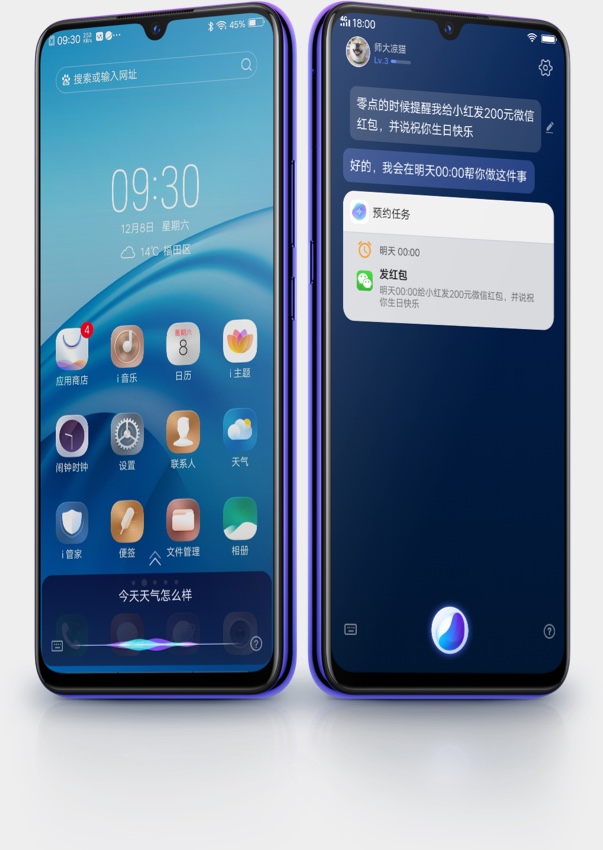 09:30
45%
搜索或输入网址
09:30
12月8日 星期六
14℃ 福田区
4
应用商店
i 音乐
星期六
8
日历
i 主题
闹钟时钟
设置
联系人
天气
i 管家
便签
文件管理
相册
今天天气怎么样
?
4G 18:00
师大凉猫
Lv.3
零点的时候提醒我给小红发200元微信
红包，并说祝你生日快乐
好的，我会在明天00:00帮你做这件事
预约任务
明天 00:00
发红包
明天00:00给小红发200元微信红包，并说祝
你生日快乐
?